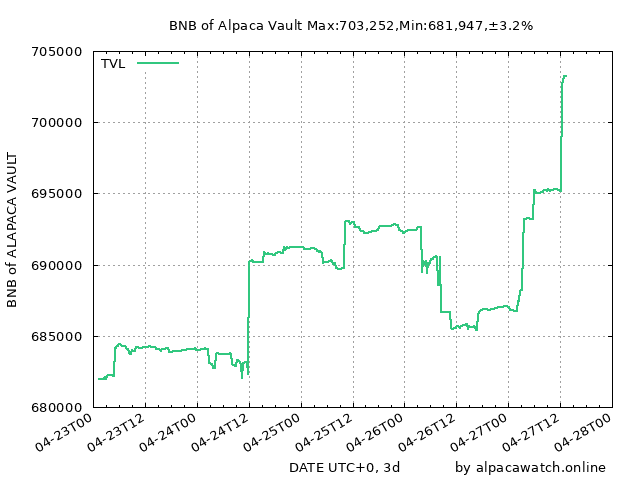 BNB of Alpaca Vault Max:703,252,Min:681,947,±3.2%
705000
TVL
700000
695000
690000
685000
680000
BNB of ALAPACA VAULT
04-23T00
04-23T12
04-24T00
04-24T12
04-25T00
04-25T12
04-26T00
04-26T12
04-27T00
04-27T12
04-28T00
DATE UTC+0, 3d
by alpacawatch.online